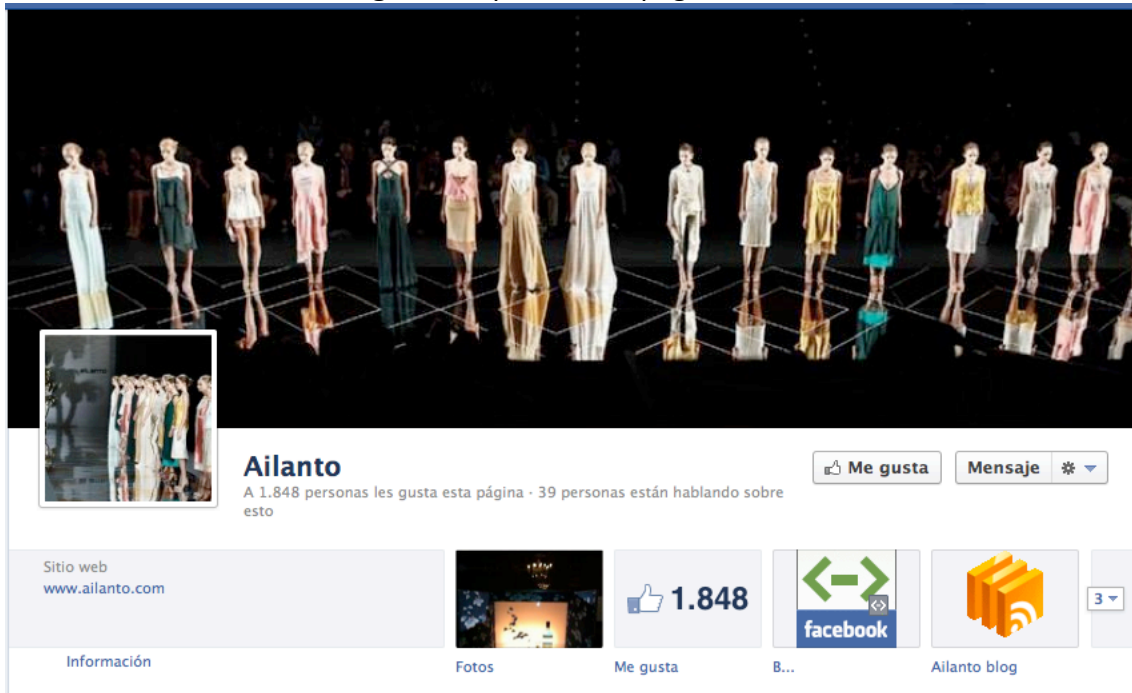 Ailanto
Me gusta
Mensaje
A 1.848 personas les gusta esta página · 39 personas están hablando sobre
esto
Sitio web
www.ailanto.com
1.848
facebook
3
Información
Fotos
Me gusta
B...
Ailanto blog